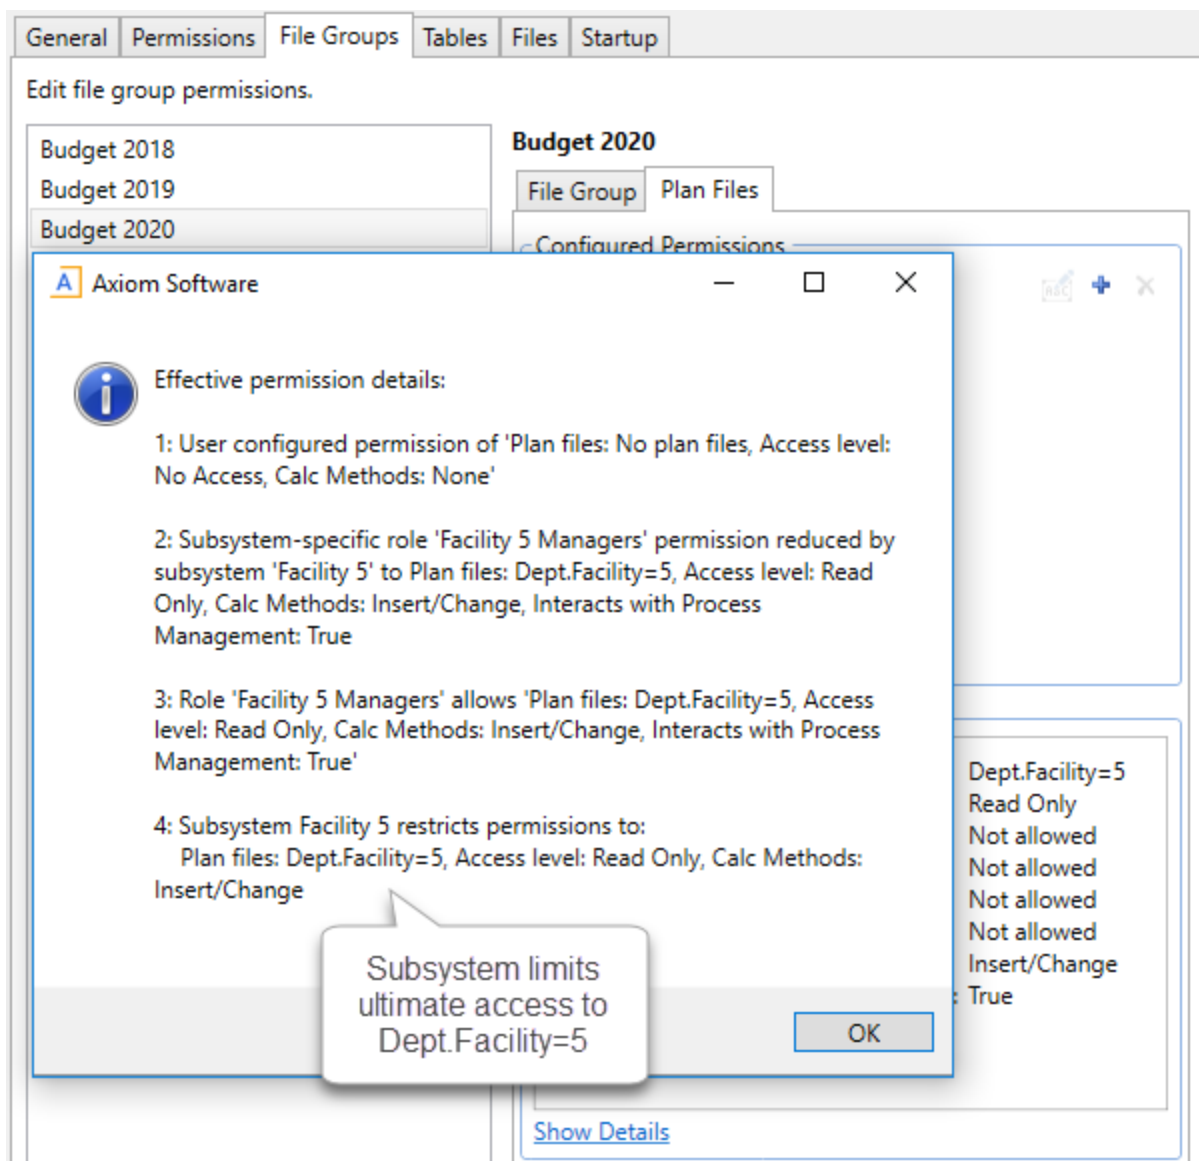 General Permissions File Groups Tables Files Startup
Edit file group permissions.
Budget 2018
Budget 2019
Budget 2020
Budget 2020
File Group Plan Files
Configured Permissions
ABC
A Axiom Software
Effective permission details:
1: User configured permission of 'Plan files: No plan files, Access level:
No Access, Calc Methods: None'
2: Subsystem-specific role 'Facility 5 Managers' permission reduced by
subsystem 'Facility 5' to Plan files: Dept.Facility=5, Access level: Read
Only, Calc Methods: Insert/Change, Interacts with Process
Management: True
3: Role 'Facility 5 Managers' allows 'Plan files: Dept.Facility=5, Access
level: Read Only, Calc Methods: Insert/Change, Interacts with Process
Management: True'
4: Subsystem Facility 5 restricts permissions to:
Plan files: Dept.Facility=5, Access level: Read Only, Calc Methods:
Insert/Change
Subsystem limits
ultimate access to
Dept.Facility=5
OK
Dept.Facility=5
Read Only
Not allowed
Not allowed
Not allowed
Not allowed
Insert/Change
: True
Show Details